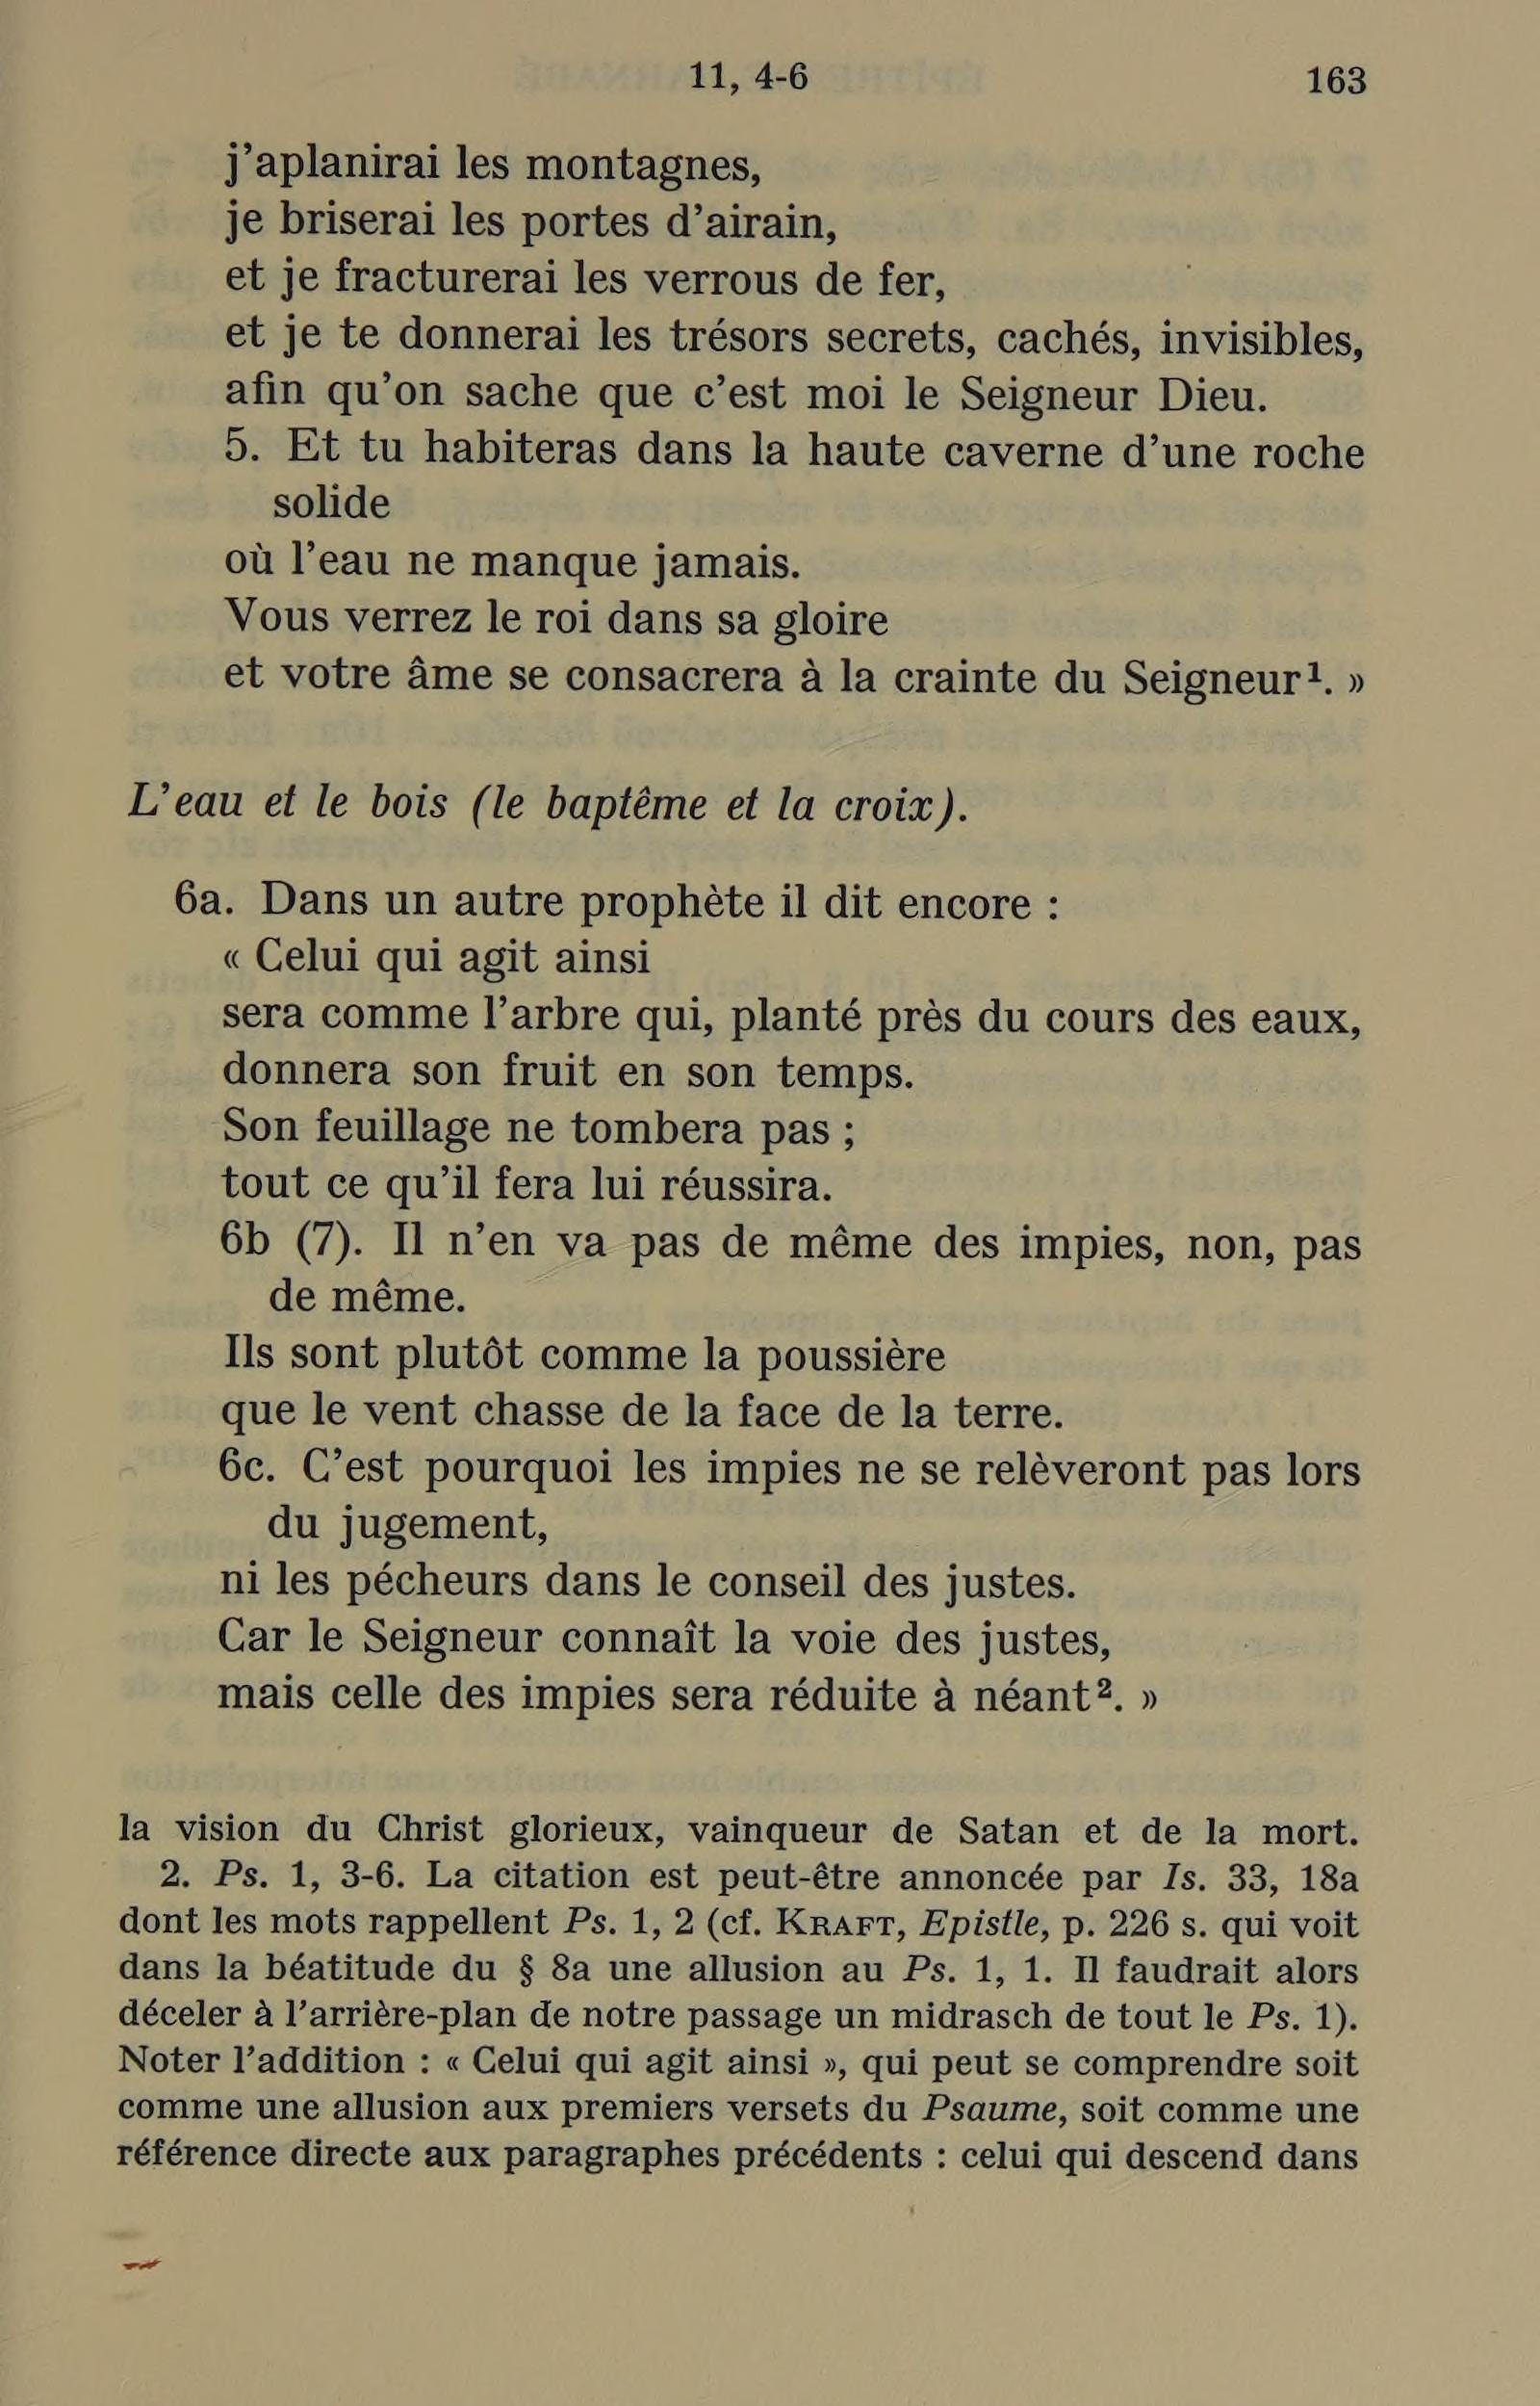 11, 4-6 163
j'aplanirai les montagnes,
je briserai les portes d'airain,
et je fracturerai les verrous de fer,
et je te donnerai les trésors secrets, cachés, invisibles,
afin qu'on sache que c'est moi le Seigneur Dieu.
5. Et tu habiteras dans la haute caverne d'une roche
solide
où l'eau ne manque jamais.
Vous verrez le roi dans sa gloire
et votre âme se consacrera à la crainte du Seigneur¹. »
L'eau et le bois (le baptême et la croix).
6a. Dans un autre prophète il dit encore :
« Celui qui agit ainsi
sera comme l'arbre qui, planté près du cours des eaux,
donnera son fruit en son temps.
Son feuillage ne tombera pas ;
tout ce qu'il fera lui réussira.
6b (7). Il n'en va pas de même des impies, non, pas
de même.
Ils sont plutôt comme la poussière
que le vent chasse de la face de la terre.
6c. C'est pourquoi les impies ne se relèveront pas lors
du jugement,
ni les pécheurs dans le conseil des justes.
Car le Seigneur connaît la voie des justes,
mais celle des impies sera réduite à néant². »
la vision du Christ glorieux, vainqueur de Satan et de la mort.
2. Ps. 1, 3-6. La citation est peut-être annoncée par Is. 33, 18a
dont les mots rappellent Ps. 1, 2 (cf. KRAFT, Epistle, p. 226 s. qui voit
dans la béatitude du § 8a une allusion au Ps. 1, 1. Il faudrait alors
déceler à l'arrière-plan de notre passage un midrasch de tout le Ps. 1).
Noter l'addition : « Celui qui agit ainsi », qui peut se comprendre soit
comme une allusion aux premiers versets du Psaume, soit comme une
référence directe aux paragraphes précédents : celui qui descend dans